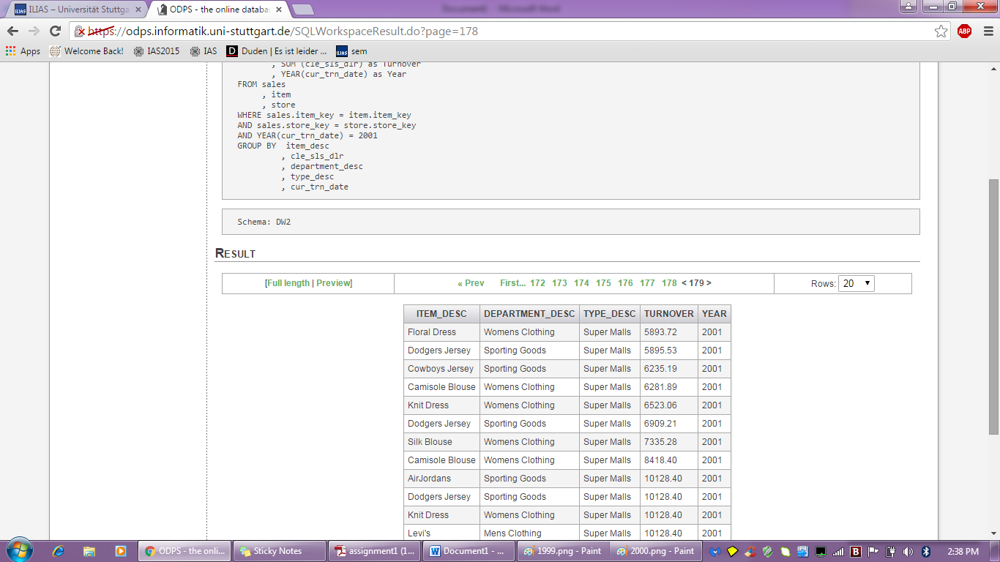 ILIAS – Universität Stuttga
ODPS - the online databas
Document1 - Microsoft Word
https://odps.informatik.uni-stuttgart.de/SQLWorkspaceResult.do?page=178
ABP
Apps Welcome Back! IAS2015 IAS D Duden | Es ist leider ... ILIAS sem
, SUM (cle_sls_dlr) as Turnover
, YEAR(cur_trn_date) as Year
FROM sales
, item
, store
WHERE sales.item_key = item.item_key
AND sales.store_key = store.store_key
AND YEAR(cur_trn_date) = 2001
GROUP BY item_desc
, cle_sls_dlr
, department_desc
, type_desc
, cur_trn_date
Schema: DW2
RESULT
[Full length | Preview] « Prev First... 172 173 174 175 176 177 178 < 179 > Rows: 20
ITEM_DESC DEPARTMENT_DESC TYPE_DESC TURNOVER YEAR
Floral Dress Womens Clothing Super Malls 5893.72 2001
Dodgers Jersey Sporting Goods Super Malls 5895.53 2001
Cowboys Jersey Sporting Goods Super Malls 6235.19 2001
Camisole Blouse Womens Clothing Super Malls 6281.89 2001
Knit Dress Womens Clothing Super Malls 6523.06 2001
Dodgers Jersey Sporting Goods Super Malls 6909.21 2001
Silk Blouse Womens Clothing Super Malls 7335.28 2001
Camisole Blouse Womens Clothing Super Malls 8418.40 2001
AirJordans Sporting Goods Super Malls 10128.40 2001
Dodgers Jersey Sporting Goods Super Malls 10128.40 2001
Knit Dress Womens Clothing Super Malls 10128.40 2001
Levi's Mens Clothing Super Malls 10128.40 2001
ODPS - the onli... Sticky Notes assignment1 (1... Document1 - ... 1999.png - Paint 2000.png - Paint B 2:38 PM